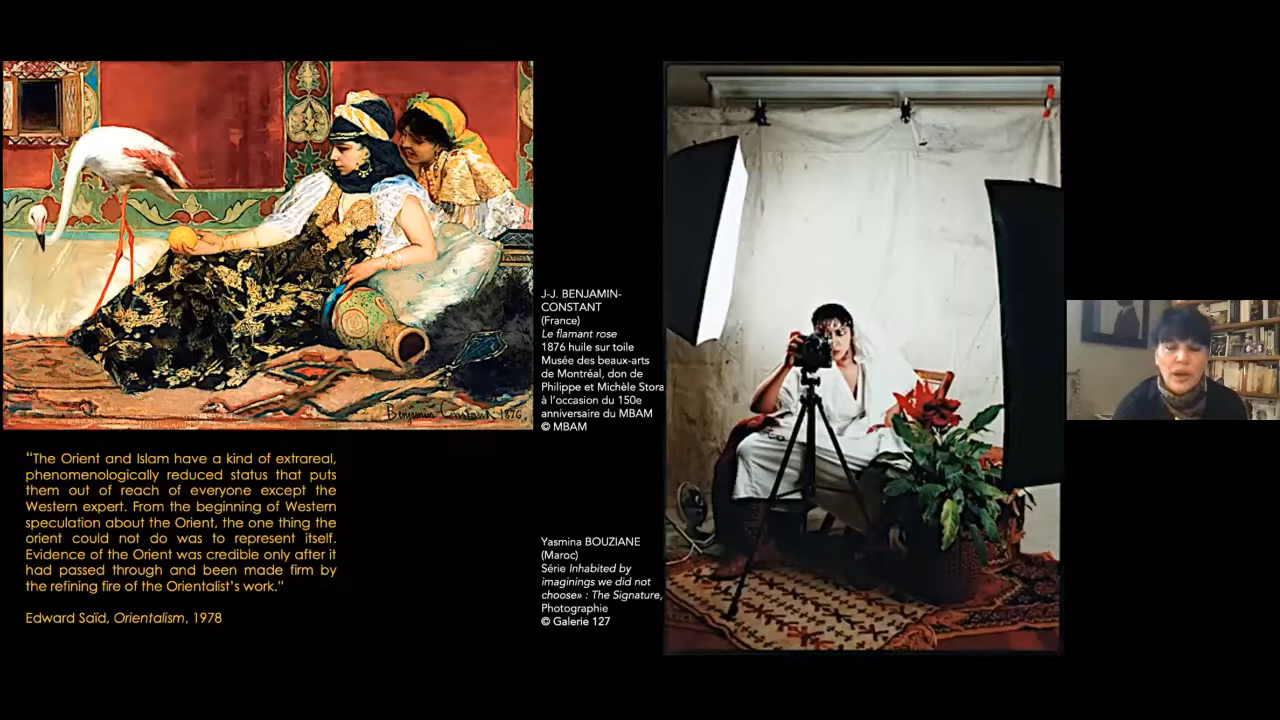 Benjamin Constant 1876.
J-J. BENJAMIN-
CONSTANT
(France)
Le flamant rose
1876 huile sur toile
Musée des beaux-arts
de Montréal, don de
Philippe et Michèle Stora
à l'occasion du 150e
anniversaire du MBAM
© MBAM
“The Orient and Islam have a kind of extrareal,
phenomenologically reduced status that puts
them out of reach of everyone except the
Western expert. From the beginning of Western
speculation about the Orient, the one thing the
orient could not do was to represent itself.
Evidence of the Orient was credible only after it
had passed through and been made firm by
the refining fire of the Orientalist's work.”
Edward Saïd, Orientalism, 1978
Yasmina BOUZIANE
(Maroc)
Série Inhabited by
imaginings we did not
choose» : The Signature,
Photographie
© Galerie 127